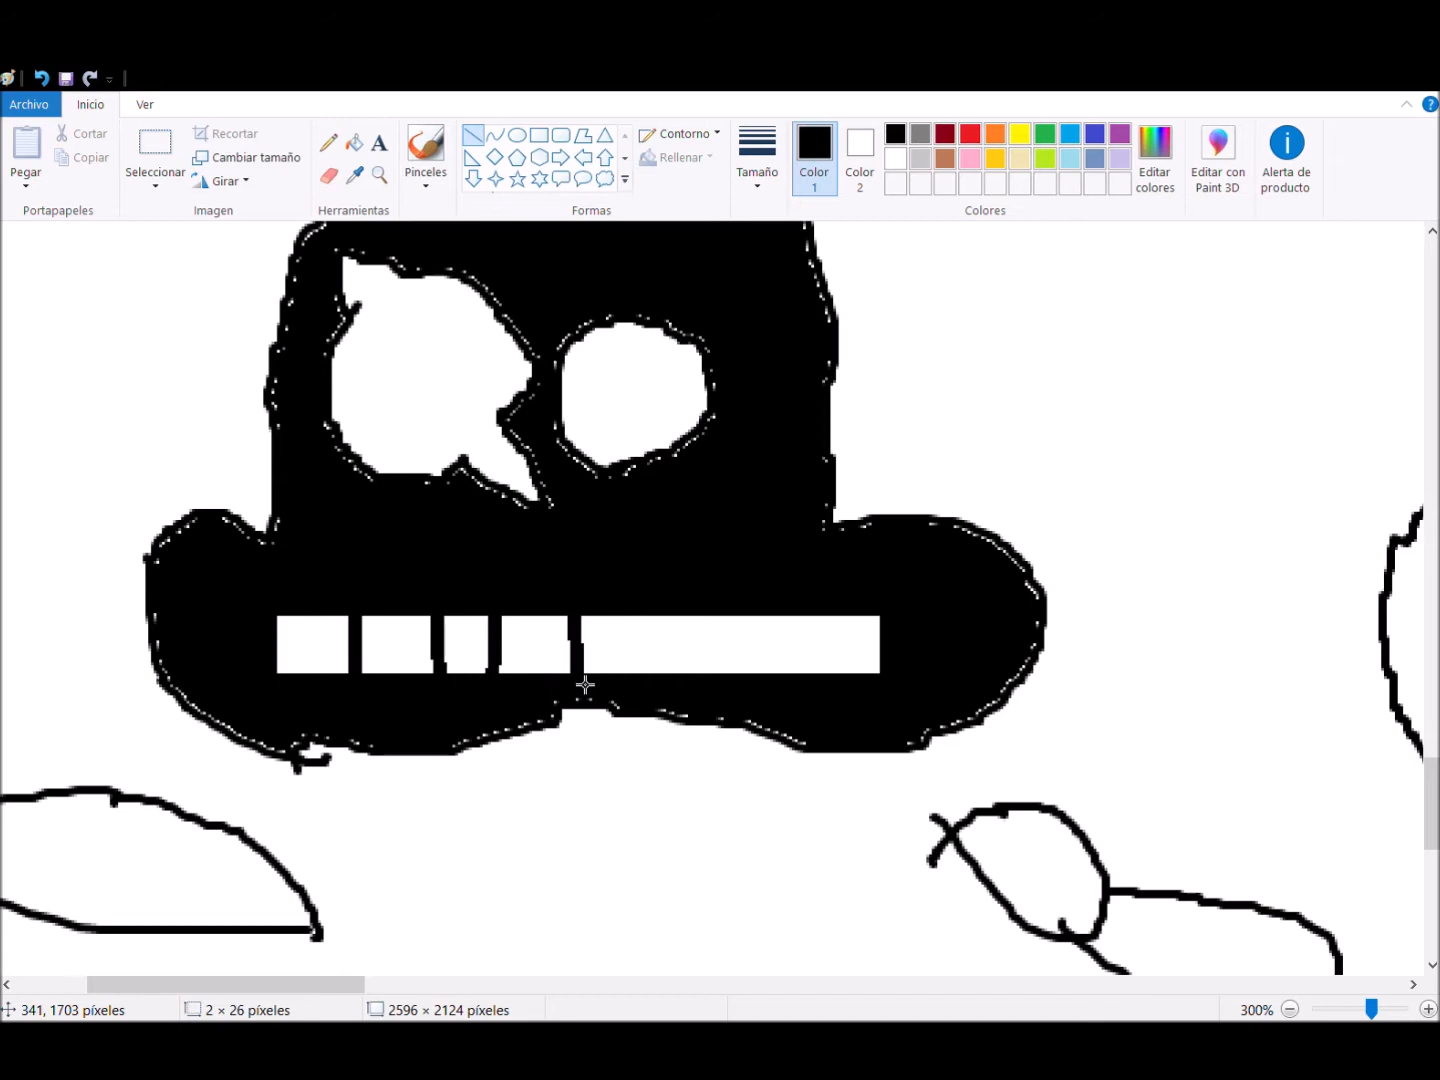 Archivo Inicio Ver
Pegar
Cortar
Copiar
Portapapeles
Seleccionar
Recortar
Cambiar tamaño
Girar
Imagen
A
Herramientas
Pinceles
Contorno
Rellenar
Formas
Tamaño
Color
1
Color
2
Editar
colores
Colores
Editar con
Paint 3D
Alerta de
producto
341, 1703 píxeles 2 × 26 píxeles 2596 × 2124 píxeles 300%